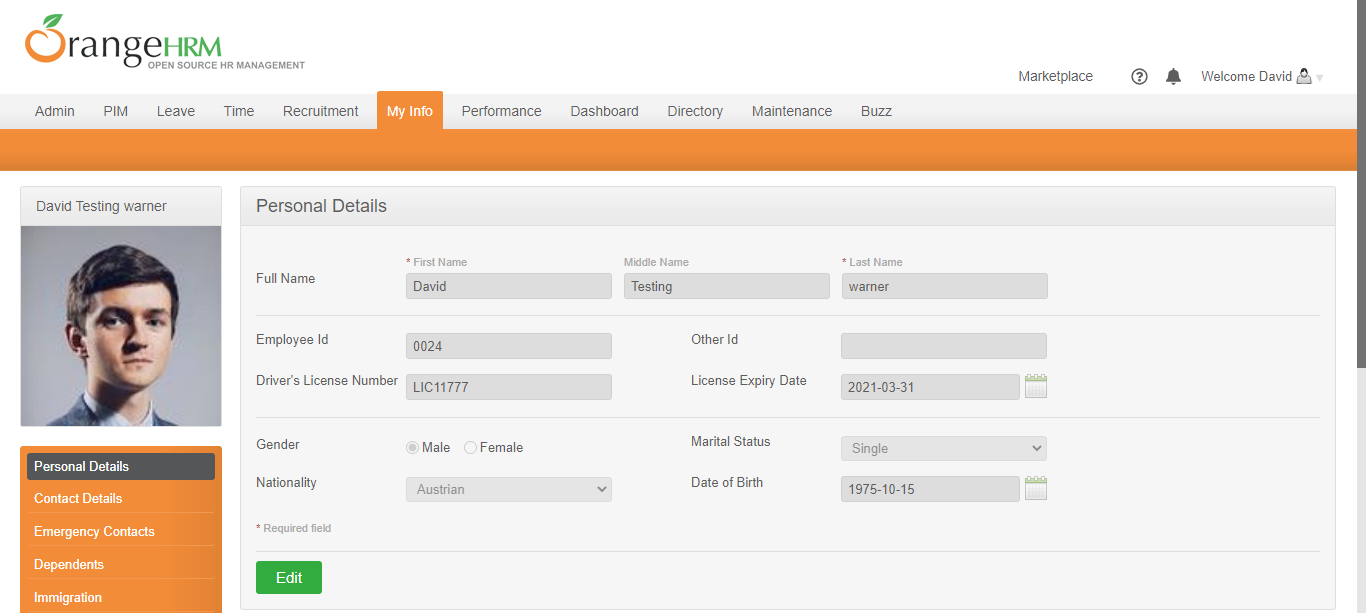 OrangeHRM
OPEN SOURCE HR MANAGEMENT
Marketplace ? Welcome David
Admin PIM Leave Time Recruitment My Info Performance Dashboard Directory Maintenance Buzz
David Testing warner
Personal Details
Contact Details
Emergency Contacts
Dependents
Immigration
Personal Details
* First Name Middle Name * Last Name
Full Name David Testing warner
Employee Id 0024 Other Id
Driver's License Number LIC11777 License Expiry Date 2021-03-31
Gender Male Female Marital Status Single
Nationality Austrian Date of Birth 1975-10-15
* Required field
Edit